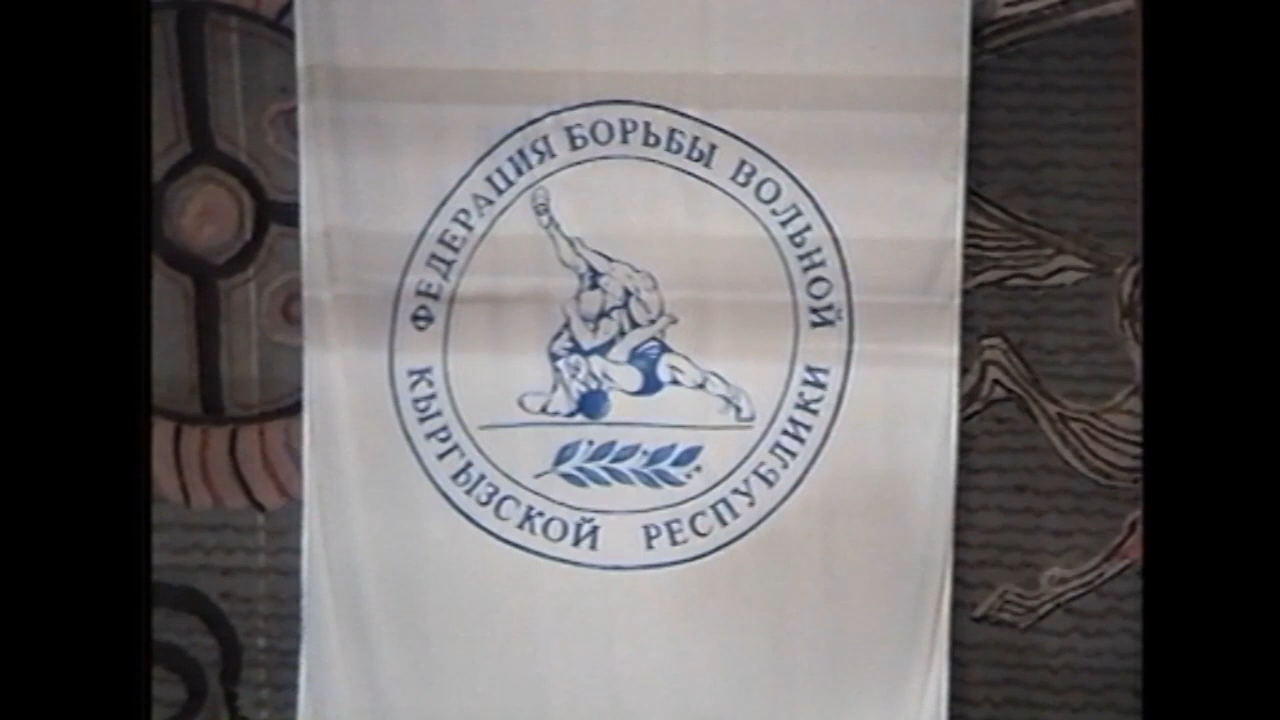 ФЕДЕРАЦИЯ БОРЬБЫ ВОЛЬНОЙ
КЫРГЫЗСКОЙ РЕСПУБЛИКИ